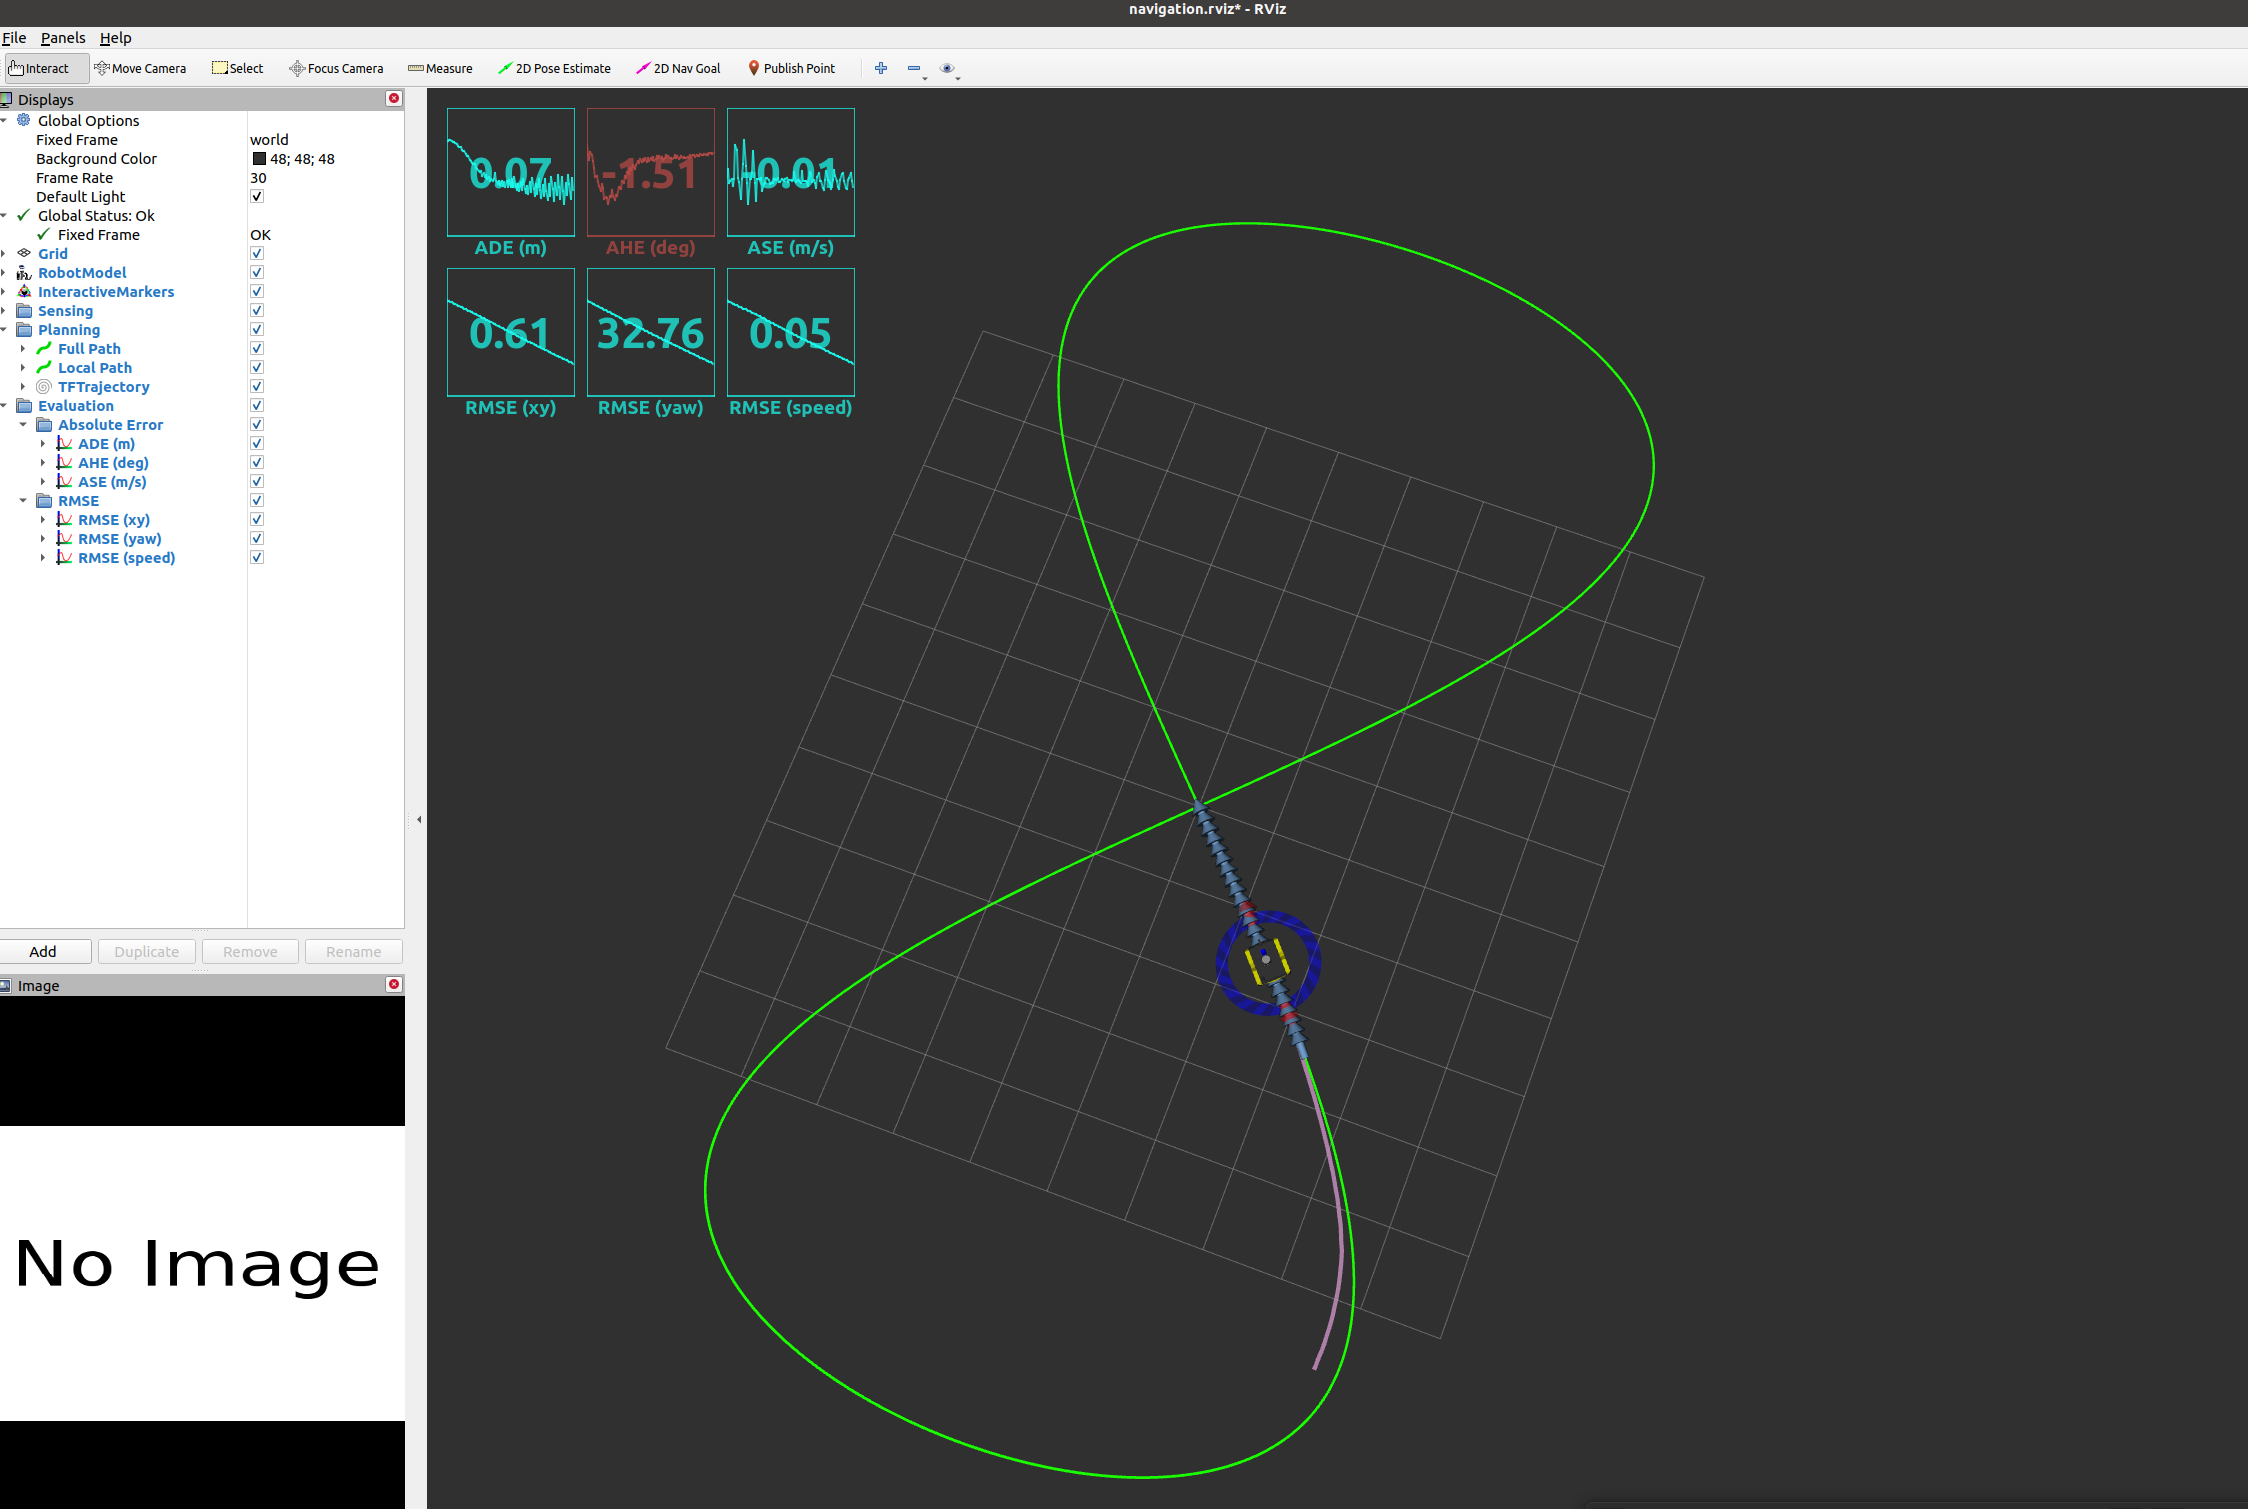 navigation.rviz* - RViz
File Panels Help
Interact Move Camera Select Focus Camera Measure 2D Pose Estimate 2D Nav Goal Publish Point
Displays
Global Options
Fixed Frame world
Background Color 48; 48; 48
Frame Rate 30
Default Light
Global Status: Ok
Fixed Frame OK
Grid
RobotModel
InteractiveMarkers
Sensing
Planning
Full Path
Local Path
TFTrajectory
Evaluation
Absolute Error
ADE (m)
AHE (deg)
ASE (m/s)
RMSE
RMSE (xy)
RMSE (yaw)
RMSE (speed)
Add Duplicate Remove Rename
Image
No Image
0.07 -1.51 -0.01
ADE (m) AHE (deg) ASE (m/s)
0.61 32.76 0.05
RMSE (xy) RMSE (yaw) RMSE (speed)